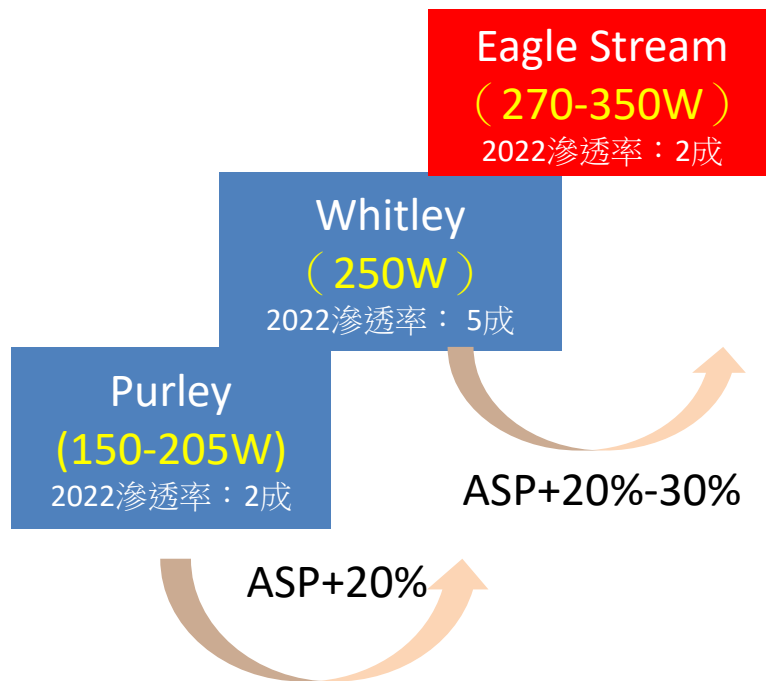 Eagle Stream
（270-350W）
2022滲透率：2成
Whitley
（250W）
2022滲透率： 5成
Purley
(150-205W)
2022滲透率：2成
ASP+20%-30%
ASP+20%